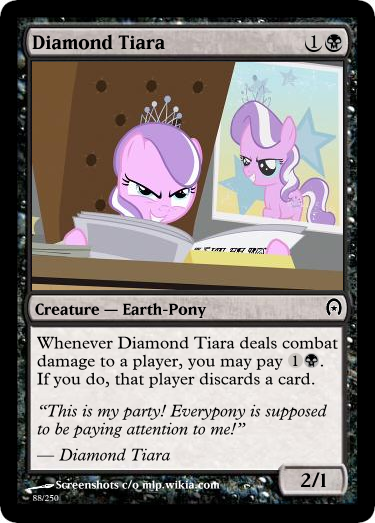 Diamond Tiara 1
Creature — Earth-Pony
Whenever Diamond Tiara deals combat
damage to a player, you may pay 1 .
If you do, that player discards a card.
“This is my party! Everypony is supposed
to be paying attention to me!”
— Diamond Tiara
2/1
Screenshots c/o mlp.wikia.com
88/250